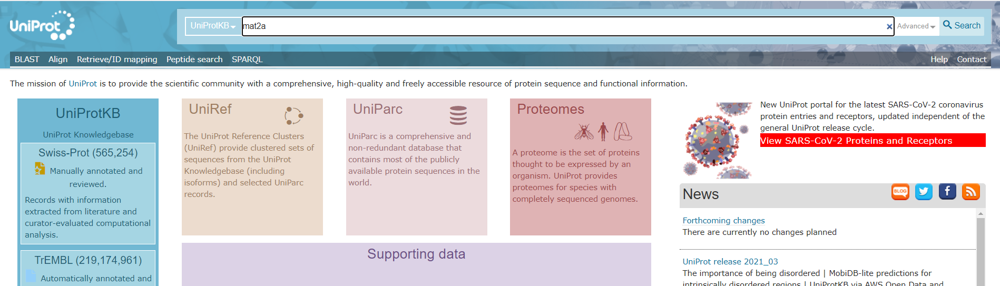 UniProt
UniProtKB
mat2a
Advanced
Search
BLAST Align Retrieve/ID mapping Peptide search SPARQL
Help Contact
The mission of UniProt is to provide the scientific community with a comprehensive, high-quality and freely accessible resource of protein sequence and functional information.
UniProtKB
UniProt Knowledgebase
Swiss-Prot (565,254)
Manually annotated and
reviewed.
Records with information
extracted from literature and
curator-evaluated computational
analysis.
TrEMBL (219,174,961)
Automatically annotated and
UniRef
The UniProt Reference Clusters
(UniRef) provide clustered sets of
sequences from the UniProt
Knowledgebase (including
isoforms) and selected UniParc
records.
UniParc
UniParc is a comprehensive and
non-redundant database that
contains most of the publicly
available protein sequences in the
world.
Proteomes
A proteome is the set of proteins
thought to be expressed by an
organism. UniProt provides
proteomes for species with
completely sequenced genomes.
Supporting data
New UniProt portal for the latest SARS-CoV-2 coronavirus
protein entries and receptors, updated independent of the
general UniProt release cycle.
View SARS-CoV-2 Proteins and Receptors
News
BLOG
Forthcoming changes
There are currently no changes planned
UniProt release 2021_03
The importance of being disordered | MobiDB-lite predictions for
intrinsically disordered regions | UniProtKB via AWS Open Data and